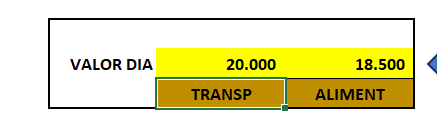 VALOR DIA 20.000 18.500
TRANSP ALIMENT